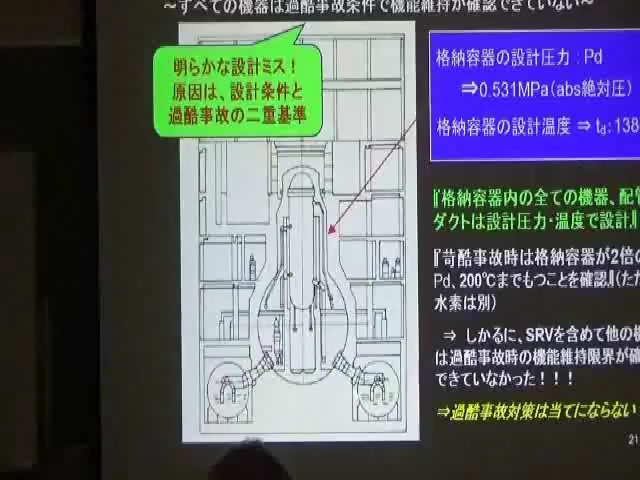 ～すべての機器は過酷事故条件で機能維持が確認できていない～
明らかな設計ミス！
原因は、設計条件と
過酷事故の二重基準
格納容器の設計圧力：Pd
⇒0.531MPa（abs絶対圧）
格納容器の設計温度 ⇒ td：138
『格納容器内の全ての機器、配管
ダクトは設計圧力・温度で設計』
『苛酷事故時は格納容器が2倍の
Pd、200℃までもつことを確認』（ただ
水素は別）
⇒ しかるに、SRVを含めて他の機
は過酷事故時の機能維持限界が確
できていなかった！！！
⇒過酷事故対策は当てにならない
21